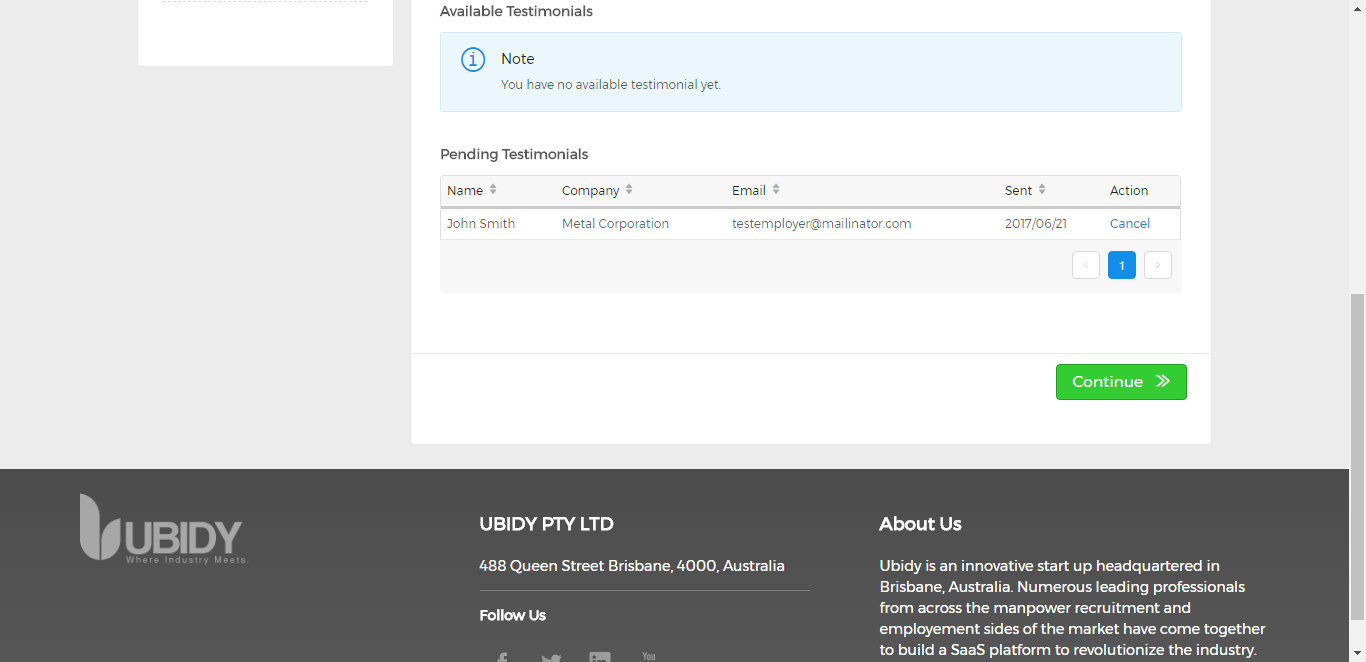 Available Testimonials
Note
You have no available testimonial yet.
Pending Testimonials
Name Company Email Sent Action
John Smith Metal Corporation testemployer@mailinator.com 2017/06/21 Cancel
< 1 >
Continue
UBIDY
Where Industry Meets.
UBIDY PTY LTD
488 Queen Street Brisbane, 4000, Australia
Follow Us
You
About Us
Ubidy is an innovative start up headquartered in
Brisbane, Australia. Numerous leading professionals
from across the manpower recruitment and
employement sides of the market have come together
to build a SaaS platform to revolutionize the industry.